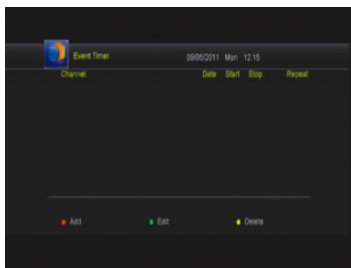 Event Timer 09/05/2011 Mon 12:15
Channel Date Start Stop Repeat
Add Edit Delete